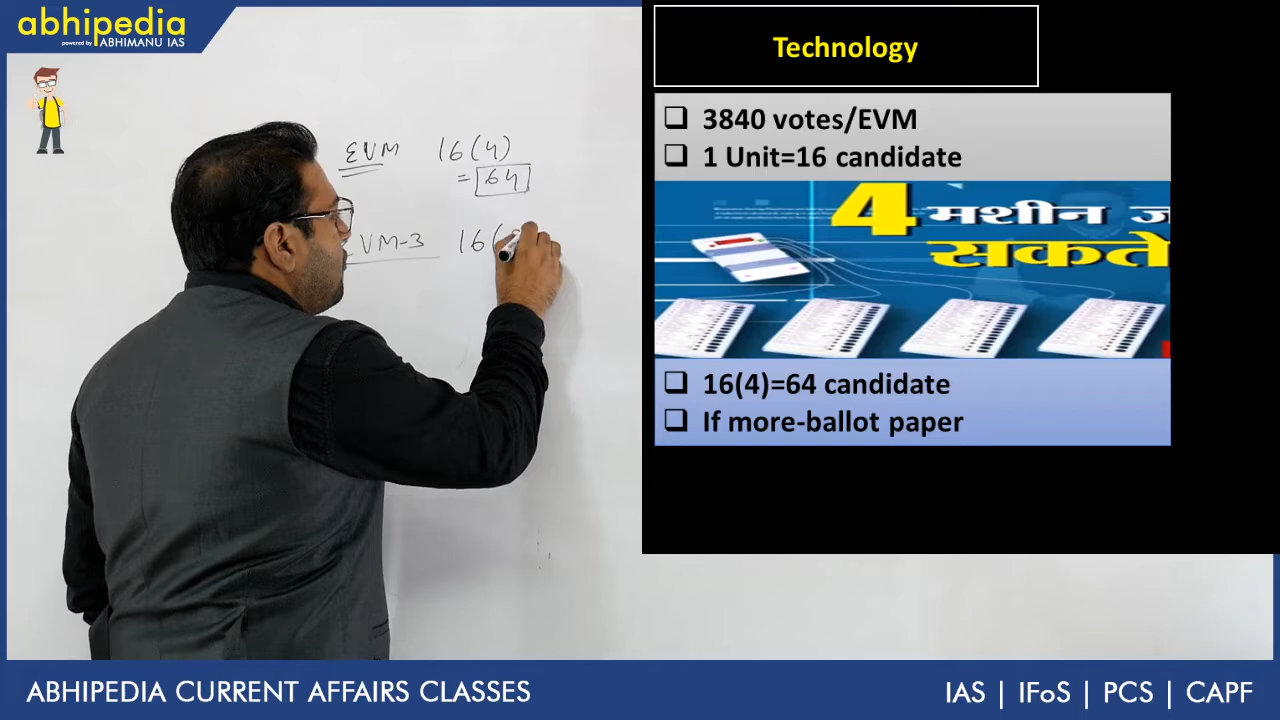 abhipedia
powered by ABHIMANU IAS
EVM 16(4)
= 64
VM-3 16(
Technology
3840 votes/EVM
1 Unit=16 candidate
4 मशीन
सकते
16(4)=64 candidate
If more-ballot paper
ABHIPEDIA CURRENT AFFAIRS CLASSES
IAS | IFoS | PCS | CAPF